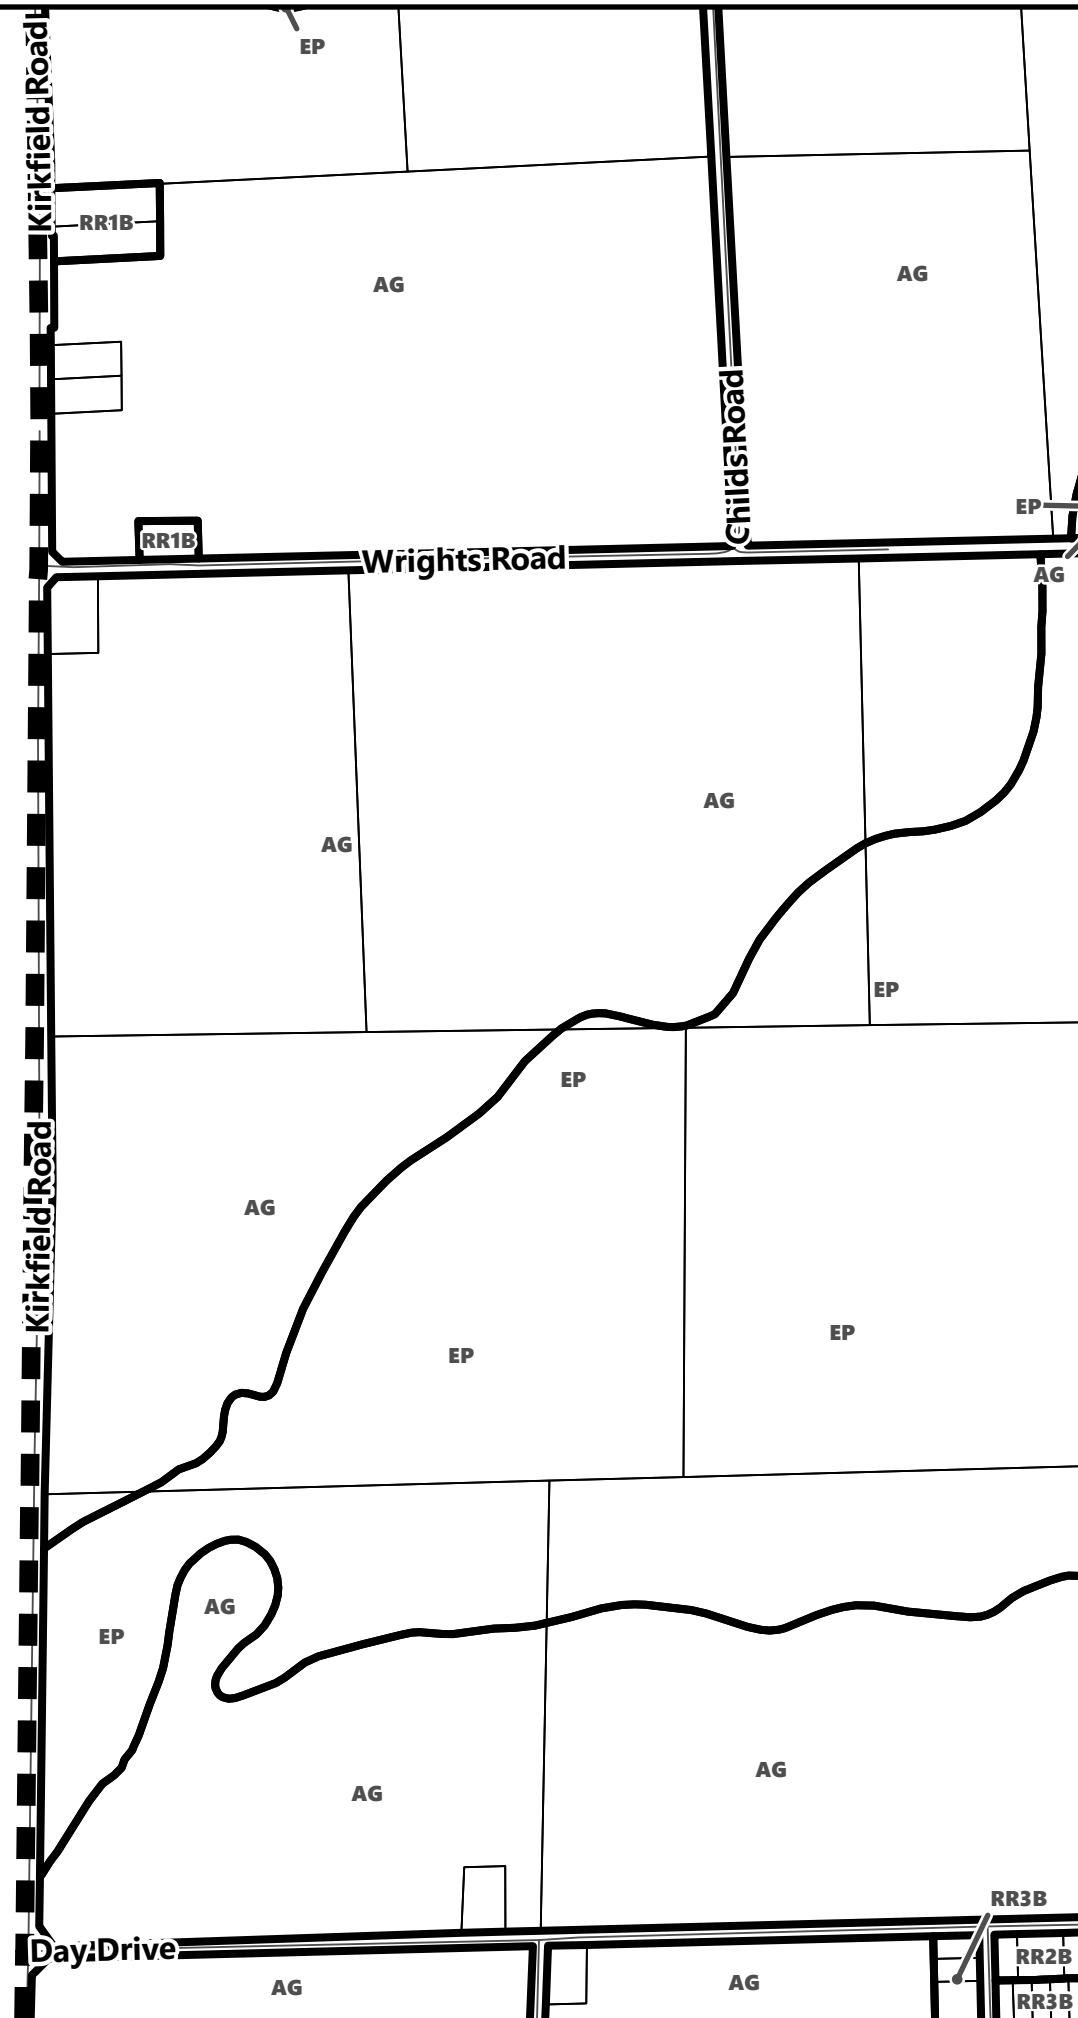 Kirkfield Road
EP
RR1B
AG
AG
Childs Road
EP
RR1B
Wrights Road
AG
AG
AG
EP
EP
Kirkfield Road
AG
EP
EP
AG
EP
AG
AG
RR3B
Day Drive
RR2B
AG
AG
RR3B